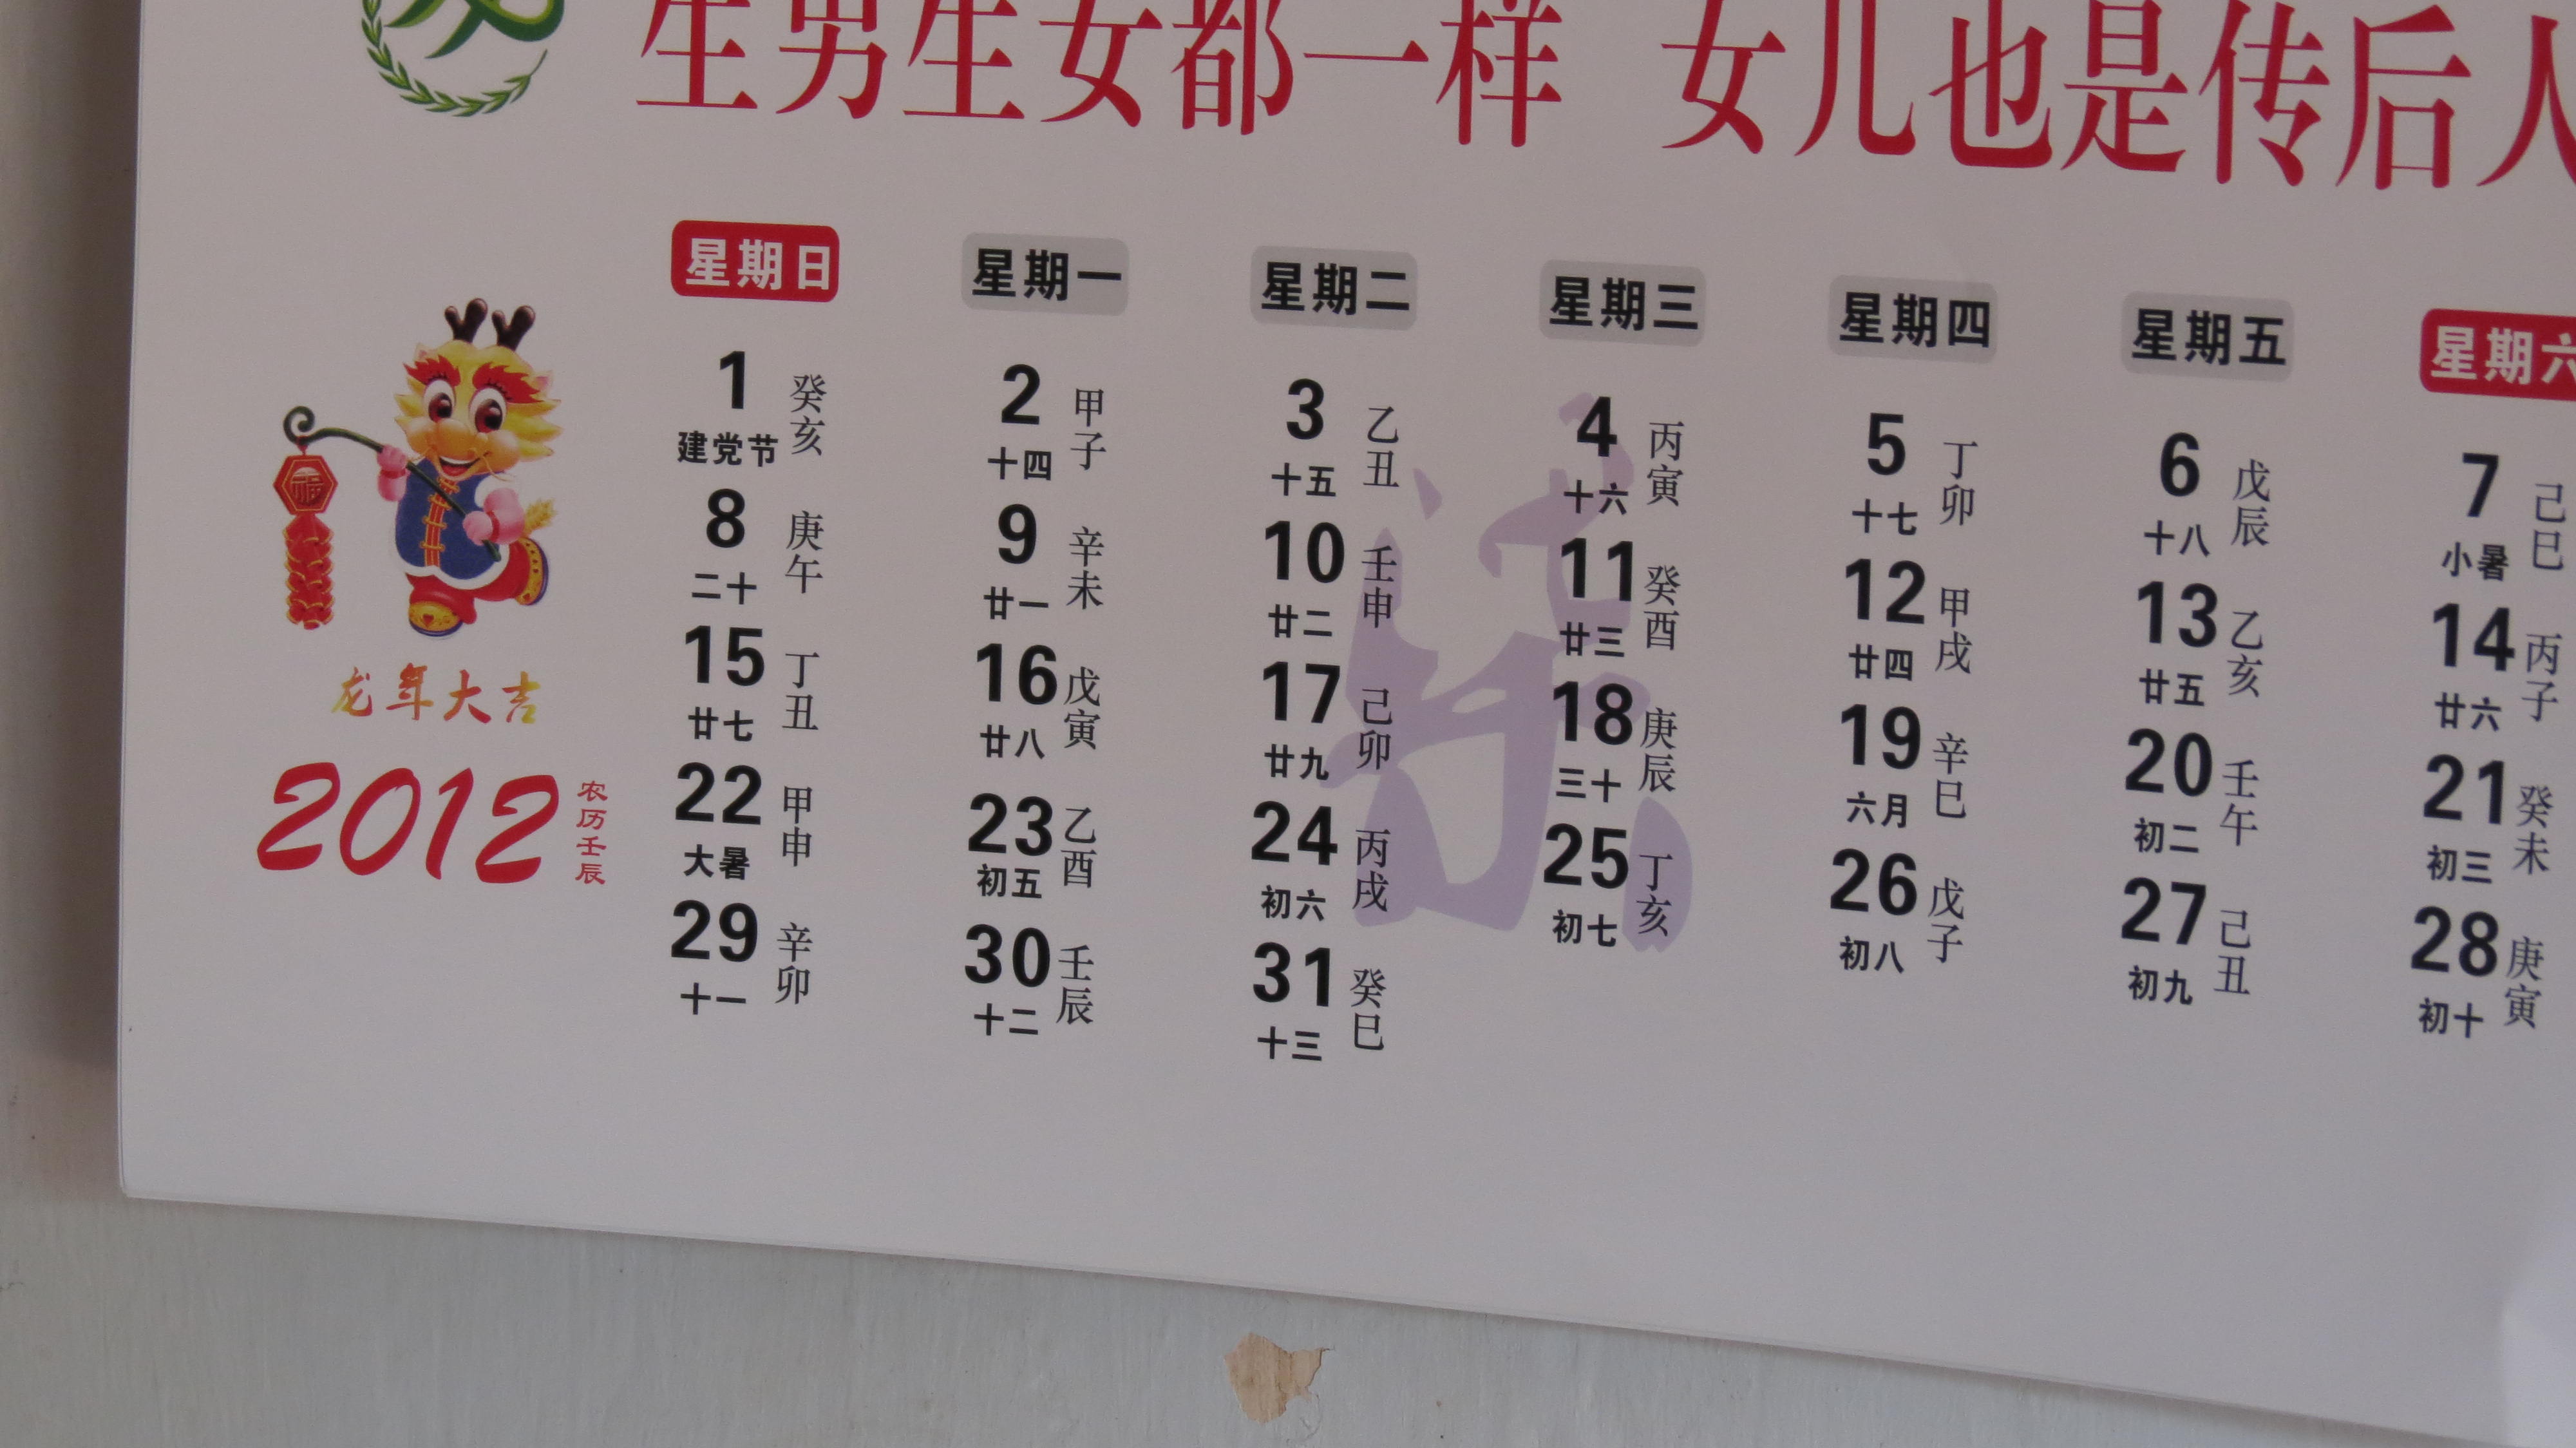 生男生女都一样 女儿也是传后人
星期日 星期一 星期二 星期三 星期四 星期五 星期六
1 癸亥 2 甲子 3 乙丑 4 丙寅 5 丁卯 6 戊辰 7 己巳
建党节 十四 十五 十六 十七 十八 小暑
8 庚午 9 辛未 10 壬申 11 癸酉 12 甲戌 13 乙亥 14 丙子
二十 廿一 廿二 廿三 廿四 廿五 廿六
15 丁丑 16 戊寅 17 己卯 18 庚辰 19 辛巳 20 壬午 21 癸未
廿七 廿八 廿九 三十 六月 初二 初三
22 甲申 23 乙酉 24 丙戌 25 丁亥 26 戊子 27 己丑 28 庚寅
大暑 初五 初六 初七 初八 初九 初十
29 辛卯 30 壬辰 31 癸巳
十一 十二 十三
福
龙年大吉
2012 农历壬辰